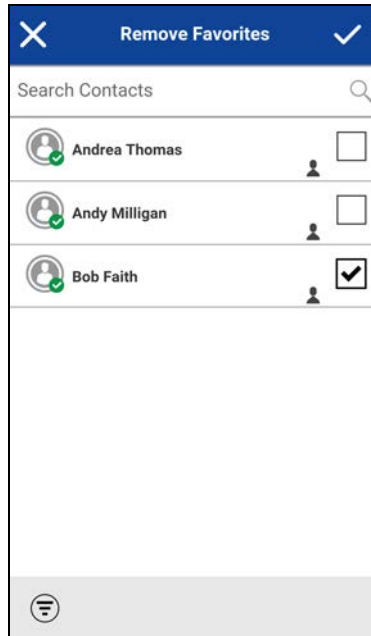 Remove Favorites
Search Contacts
Andrea Thomas
Andy Milligan
Bob Faith